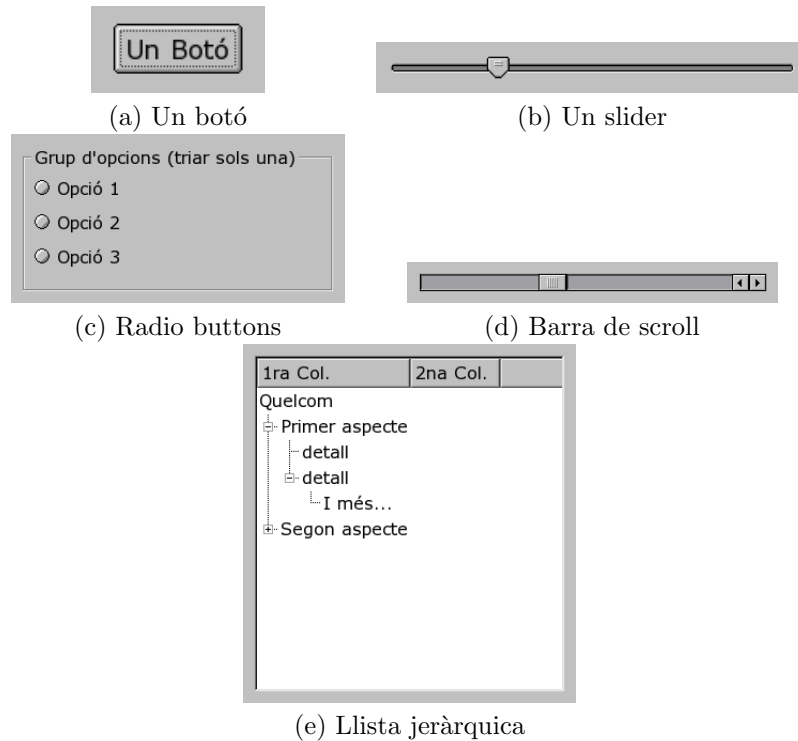 Un Botó
(a) Un botó
(b) Un slider
Grup d'opcions (triar sols una)
Opció 1
Opció 2
Opció 3
(c) Radio buttons
(d) Barra de scroll
1ra Col. 2na Col.
Quelcom
Primer aspecte
detall
detall
I més...
Segon aspecte
(e) Llista jeràrquica